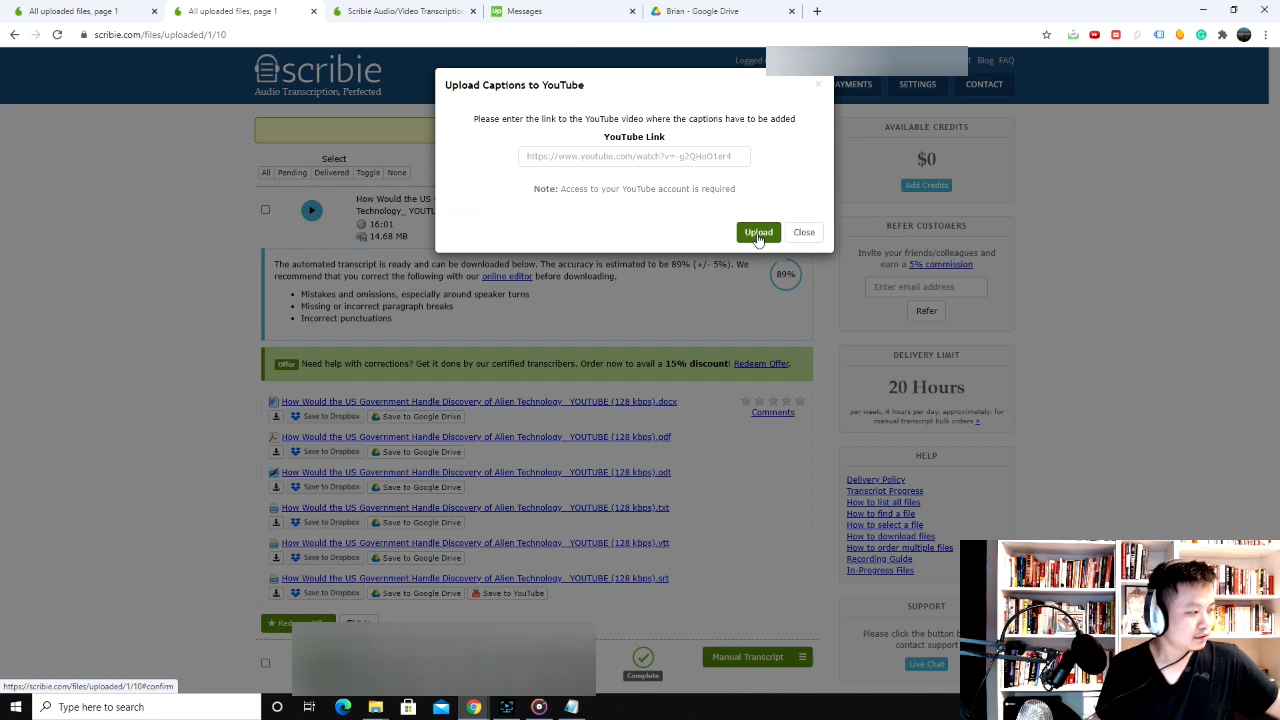 All uploaded files, page 1
All uploaded files, page 1
Scribie Audio/Video Transcription
Messages
Brian - Google Drive
scribie.com/files/uploaded/1/10
scribie
Audio Transcription, Perfected
Logged
Blog FAQ
PAYMENTS SETTINGS CONTACT
Upload Captions to YouTube
Please enter the link to the YouTube video where the captions have to be added
YouTube Link
https://www.youtube.com/watch?v=-g2QHoO1er4
Note: Access to your YouTube account is required
Upload Close
Select
All Pending Delivered Toggle None
How Would the US
Technology_ YOUTU
16:01
14.68 MB
The automated transcript is ready and can be downloaded below. The accuracy is estimated to be 89% (+/- 5%). We
recommend that you correct the following with our online editor before downloading.
89%
Mistakes and omissions, especially around speaker turns
Missing or incorrect paragraph breaks
Incorrect punctuations
Offer Need help with corrections? Get it done by our certified transcribers. Order now to avail a 15% discount! Redeem Offer.
How Would the US Government Handle Discovery of Alien Technology_ YOUTUBE (128 kbps).docx
Save to Dropbox Save to Google Drive
Comments
How Would the US Government Handle Discovery of Alien Technology_ YOUTUBE (128 kbps).pdf
Save to Dropbox Save to Google Drive
How Would the US Government Handle Discovery of Alien Technology_ YOUTUBE (128 kbps).odt
Save to Dropbox Save to Google Drive
How Would the US Government Handle Discovery of Alien Technology_ YOUTUBE (128 kbps).txt
Save to Dropbox Save to Google Drive
How Would the US Government Handle Discovery of Alien Technology_ YOUTUBE (128 kbps).vtt
Save to Dropbox Save to Google Drive
How Would the US Government Handle Discovery of Alien Technology_ YOUTUBE (128 kbps).srt
Save to Dropbox Save to Google Drive Save to YouTube
Complete
Manual Transcript
AVAILABLE CREDITS
$0
Add Credits
REFER CUSTOMERS
Invite your friends/colleagues and
earn a 5% commission
Enter email address
Refer
DELIVERY LIMIT
20 Hours
per week, 4 hours per day, approximately, for
manual transcript bulk orders >
HELP
Delivery Policy
Transcript Progress
How to list all files
How to find a file
How to select a file
How to download files
How to order multiple files
Recording Guide
In-Progress Files
SUPPORT
Please click the button b
contact support
Live Chat
https://scribie.com/files/uploaded/1/10#confirm
Type here to search